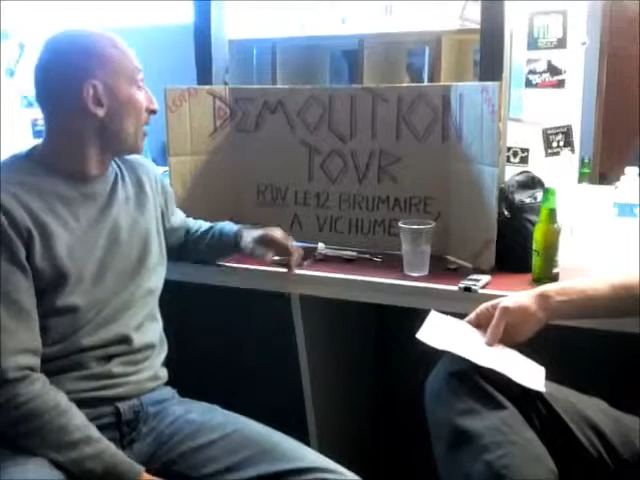 DEMOLITION
TOUR
RDV LE 12 BRUMAIRE,
A VICHUME